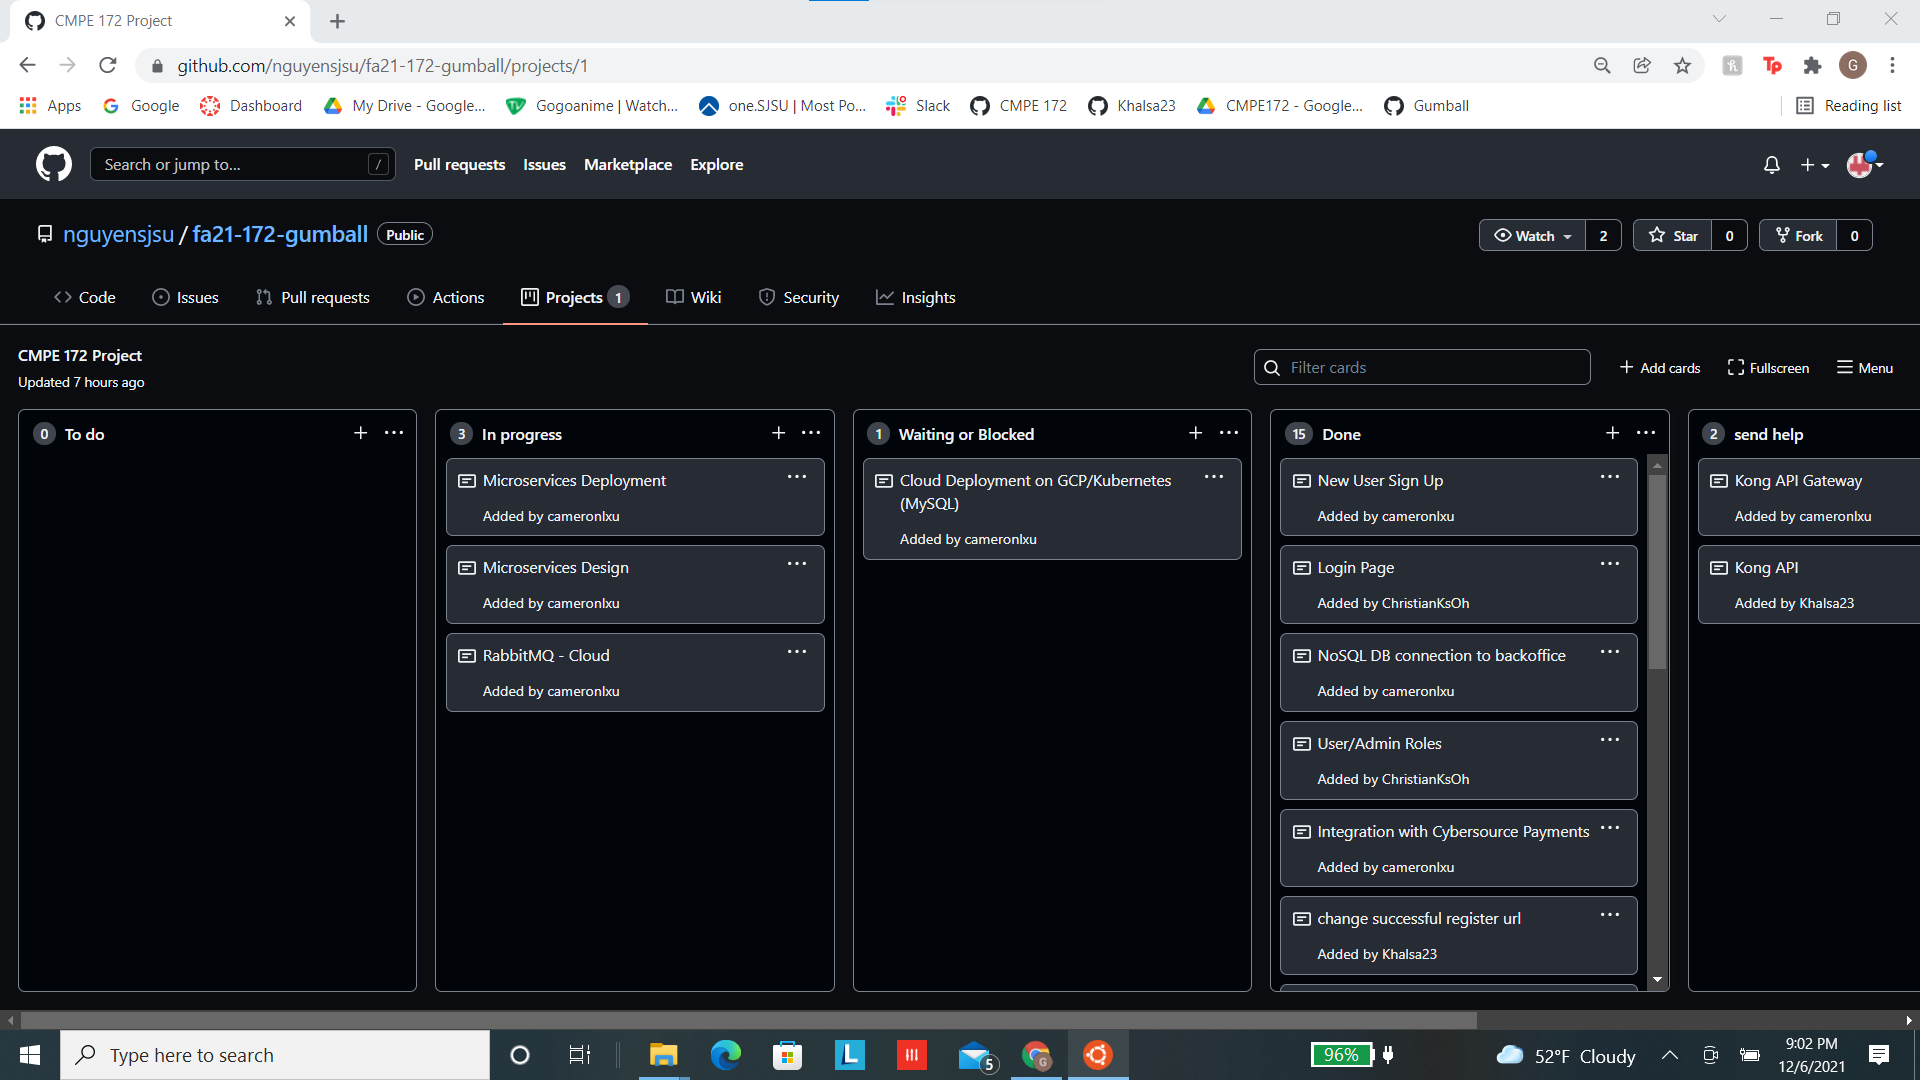 CMPE 172 Project
github.com/nguyensjsu/fa21-172-gumball/projects/1
G
Apps Google Dashboard My Drive - Google... Gogoanime | Watch... one.SJSU | Most Po... Slack CMPE 172 Khalsa23 CMPE172 - Google... Gumball Reading list
Search or jump to... / Pull requests Issues Marketplace Explore
nguyensjsu / fa21-172-gumball Public Watch 2 Star 0 Fork 0
Code Issues Pull requests Actions Projects 1 Wiki Security Insights
CMPE 172 Project
Updated 7 hours ago
Filter cards Add cards Fullscreen Menu
0 To do
3 In progress
Microservices Deployment
Added by cameronlxu
Microservices Design
Added by cameronlxu
RabbitMQ - Cloud
Added by cameronlxu
1 Waiting or Blocked
Cloud Deployment on GCP/Kubernetes
(MySQL)
Added by cameronlxu
15 Done
New User Sign Up
Added by cameronlxu
Login Page
Added by ChristianKsOh
NoSQL DB connection to backoffice
Added by cameronlxu
User/Admin Roles
Added by ChristianKsOh
Integration with Cybersource Payments
Added by cameronlxu
change successful register url
Added by Khalsa23
2 send help
Kong API Gateway
Added by cameronlxu
Kong API
Added by Khalsa23
Type here to search
L
5
G
96%
52°F Cloudy
9:02 PM
12/6/2021